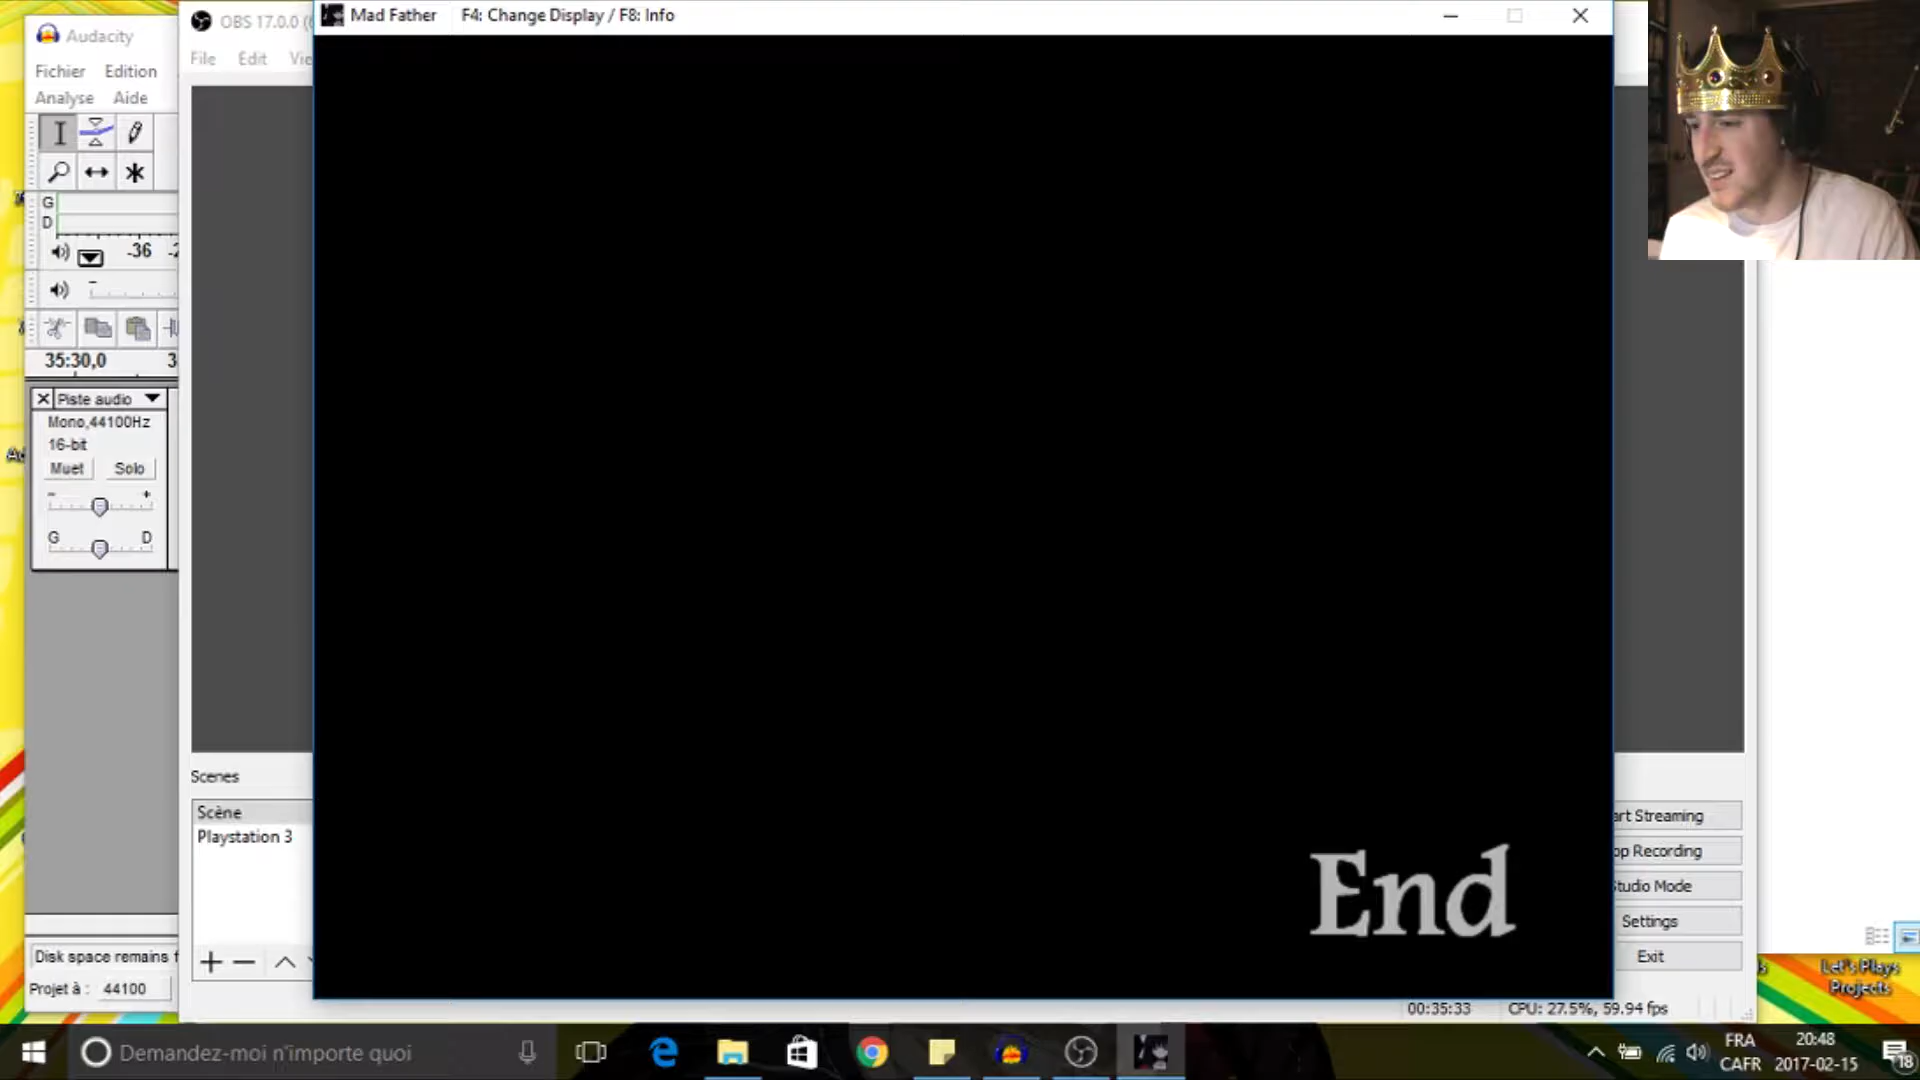 Audacity
Fichier Edition
Analyse Aide
G
D
-36
35:30,0
Piste audio
Mono,44100Hz
16-bit
Muet Solo
- +
G D
Disk space remains
Projet à : 44100
OBS 17.0.0
File Edit
Scenes
Scène
Playstation 3
Mad Father F4: Change Display / F8: Info
End
Streaming
Recording
Studio Mode
Settings
Exit
00:35:33 CPU: 27.5%, 59.94 fps
Let's Plays
Projects
Demandez-moi n'importe quoi
FRA
CAFR
20:48
2017-02-15
18